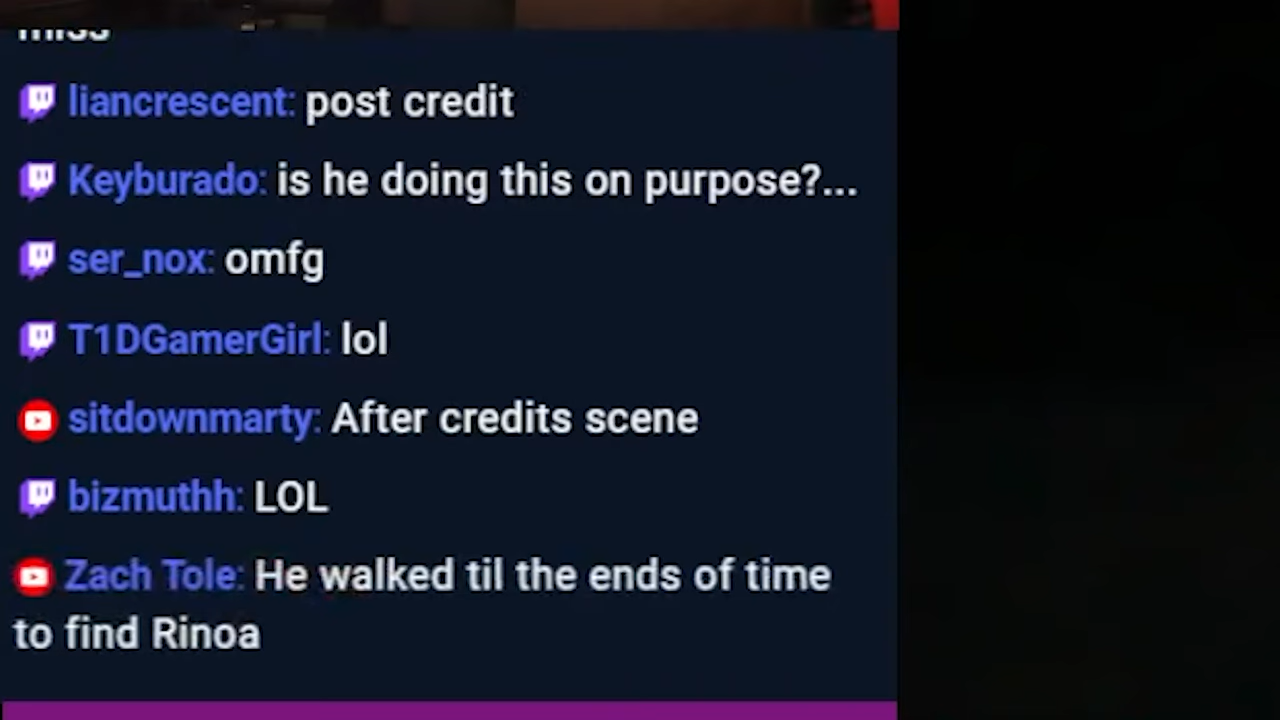 miss
liancrescent: post credit
Keyburado: is he doing this on purpose?...
ser_nox: omfg
T1DGamerGirl: lol
sitdownmarty: After credits scene
bizmuthh: LOL
Zach Tole: He walked til the ends of time
to find Rinoa